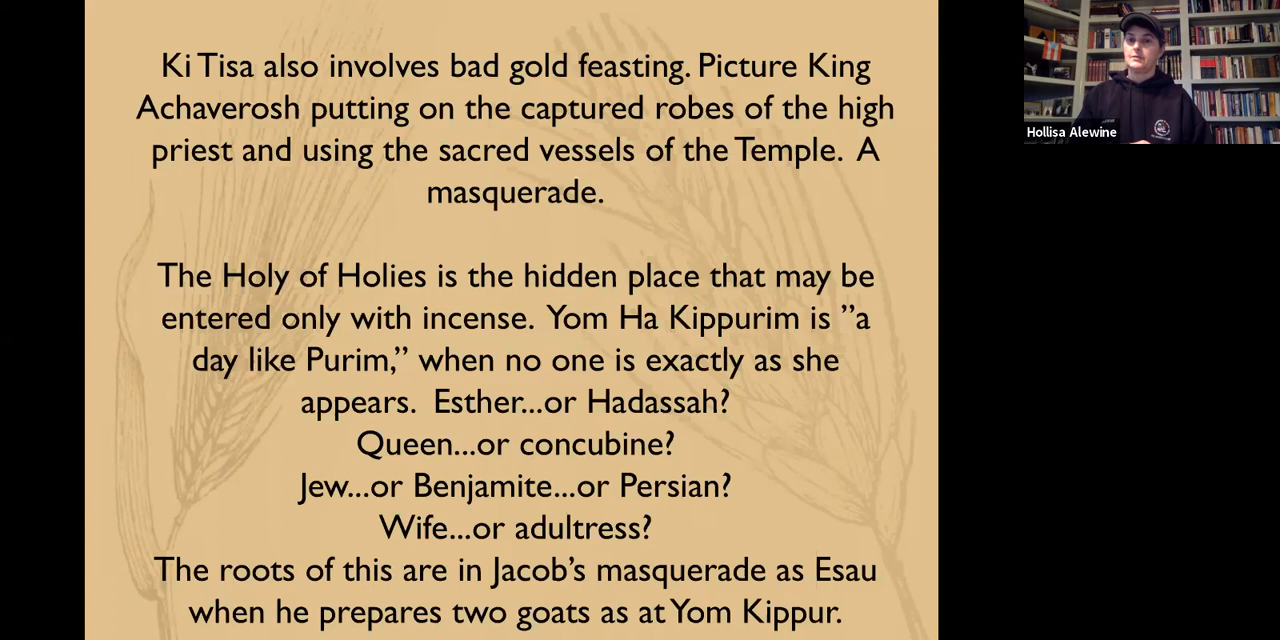 Ki Tisa also involves bad gold feasting. Picture King
Achaverosh putting on the captured robes of the high
priest and using the sacred vessels of the Temple. A
masquerade.
The Holy of Holies is the hidden place that may be
entered only with incense. Yom Ha Kippurim is ”a
day like Purim,” when no one is exactly as she
appears. Esther...or Hadassah?
Queen...or concubine?
Jew...or Benjamite...or Persian?
Wife...or adultress?
The roots of this are in Jacob’s masquerade as Esau
when he prepares two goats as at Yom Kippur.
Hollisa Alewine